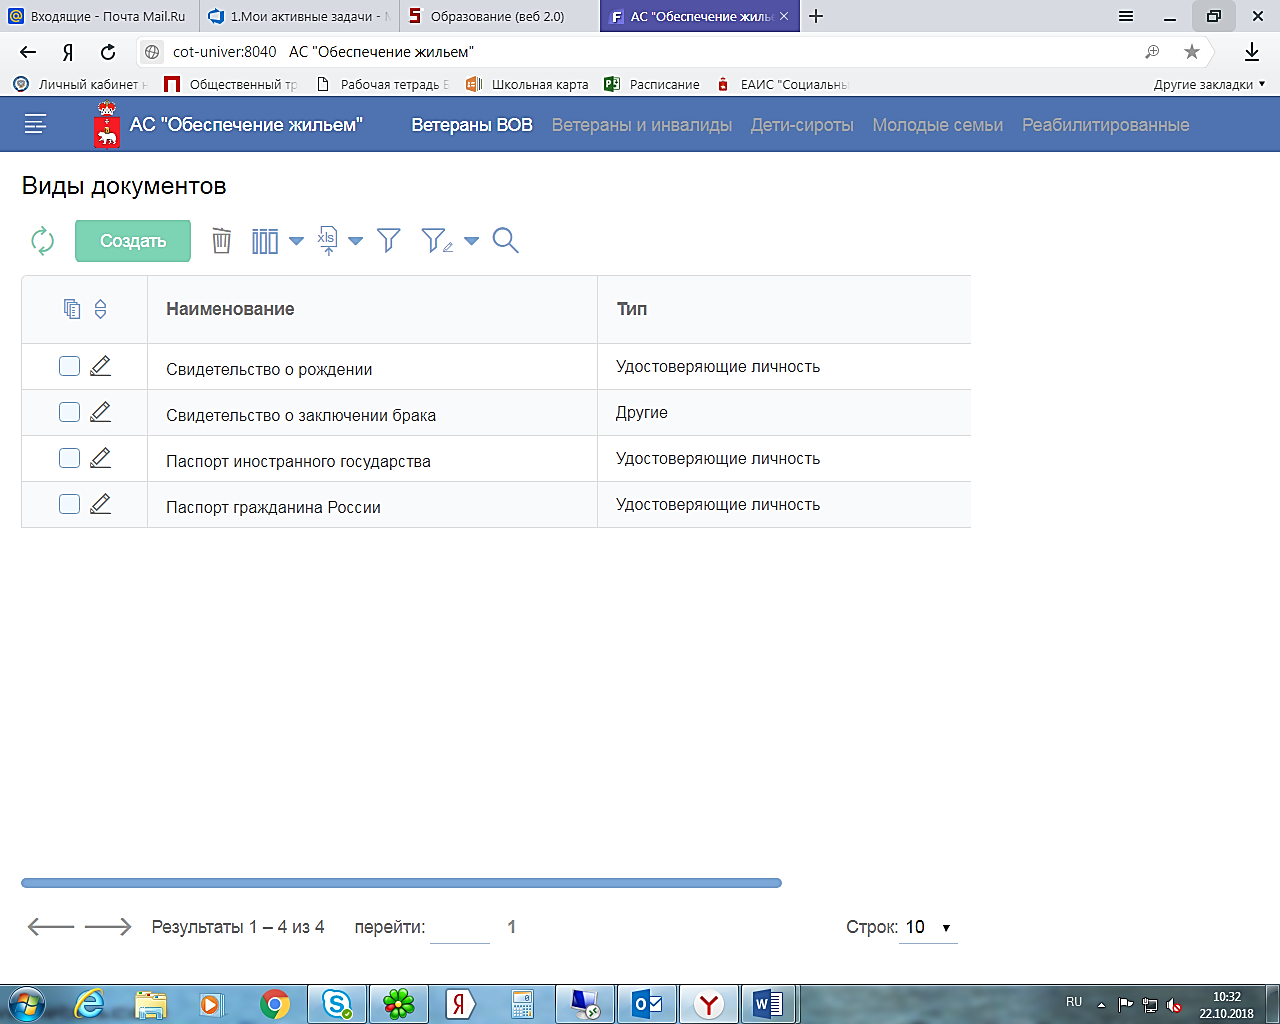 Входящие - Почта Mail.Ru
1.Мои активные задачи -
Образование (веб 2.0)
АС "Обеспечение жилье
cot-univer:8040 АС "Обеспечение жильем"
Личный кабинет
Общественный тр
Рабочая тетрадь
Школьная карта
Расписание
ЕАИС "Социальны
Другие закладки
АС "Обеспечение жильем"
Ветераны ВОВ
Ветераны и инвалиды
Дети-сироты
Молодые семьи
Реабилитированные
Виды документов
Создать
xls
Наименование
Тип
Свидетельство о рождении
Удостоверяющие личность
Свидетельство о заключении брака
Другие
Паспорт иностранного государства
Удостоверяющие личность
Паспорт гражданина России
Удостоверяющие личность
Результаты 1 – 4 из 4
перейти:
1
Строк: 10
RU
10:32
22.10.2018